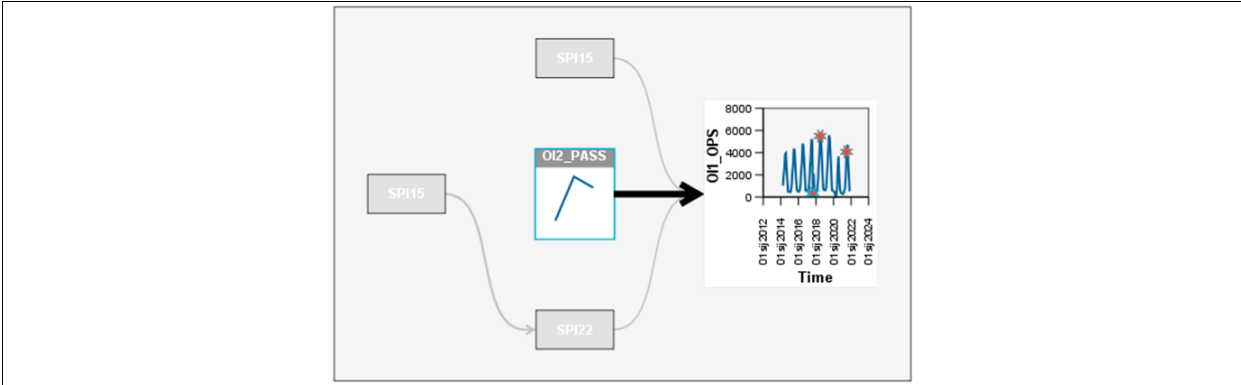 SPI15
OI2_PASS
SPI15
SPI22
OI1_OPS
8000
6000
4000
2000
0
01 sij 2012
01 sij 2014
01 sij 2016
01 sij 2018
01 sij 2020
01 sij 2022
01 sij 2024
Time